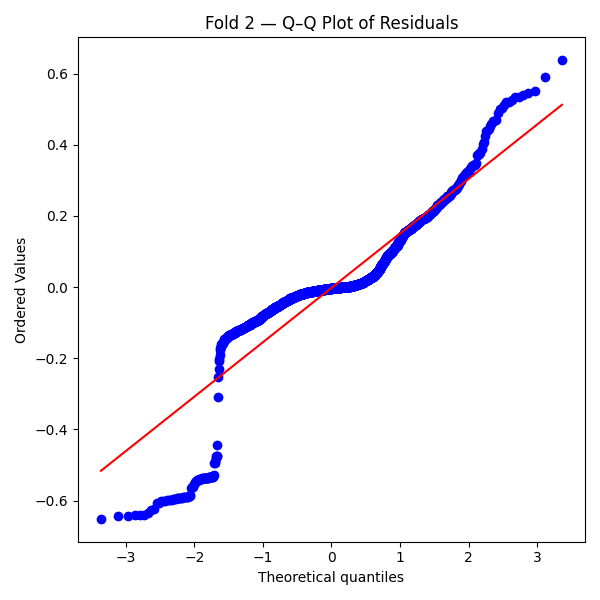 Fold 2 — Q–Q Plot of Residuals
Ordered Values
0.6
0.4
0.2
0.0
−0.2
−0.4
−0.6
−3 −2 −1 0 1 2 3
Theoretical quantiles